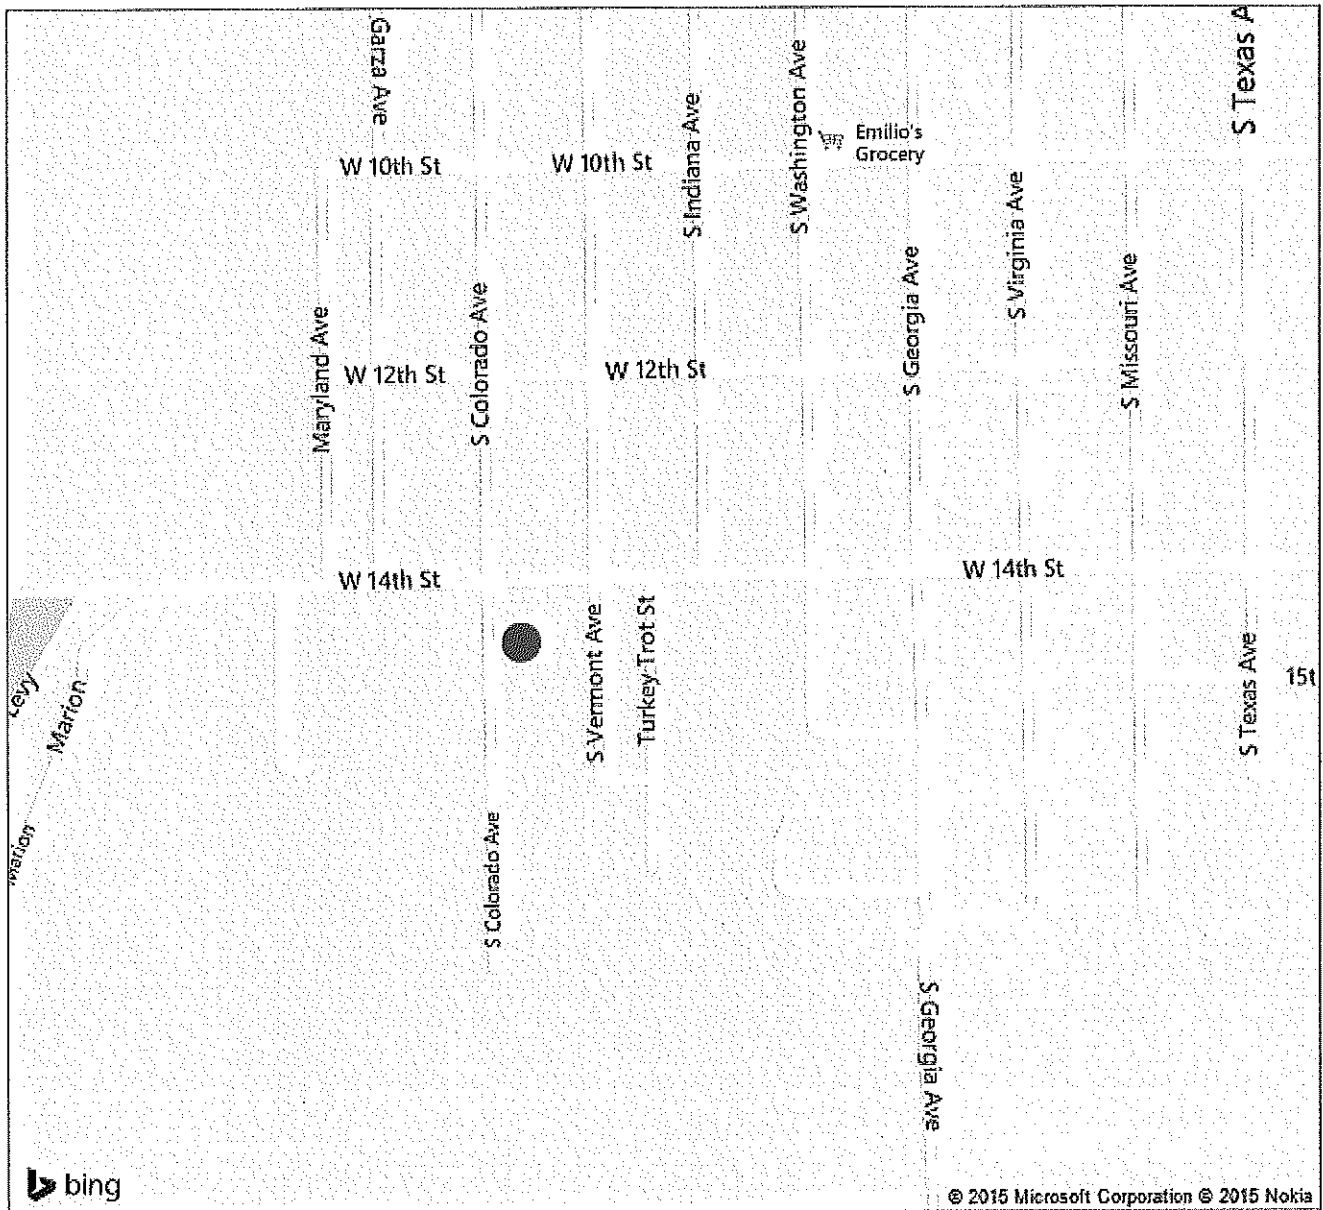 Garza Ave
S Texas A
W 10th St
W 10th St
S Indiana Ave
S Washington Ave
Emilio's
Grocery
S Virginia Ave
Maryland Ave
S Colorado Ave
S Georgia Ave
S Missouri Ave
W 12th St
W 12th St
W 14th St
W 14th St
S Vermont Ave
Turkey Trot St
S Texas Ave
15t
Levy
Marion
Marion
S Colorado Ave
S Georgia Ave
bing
© 2015 Microsoft Corporation © 2015 Nokia